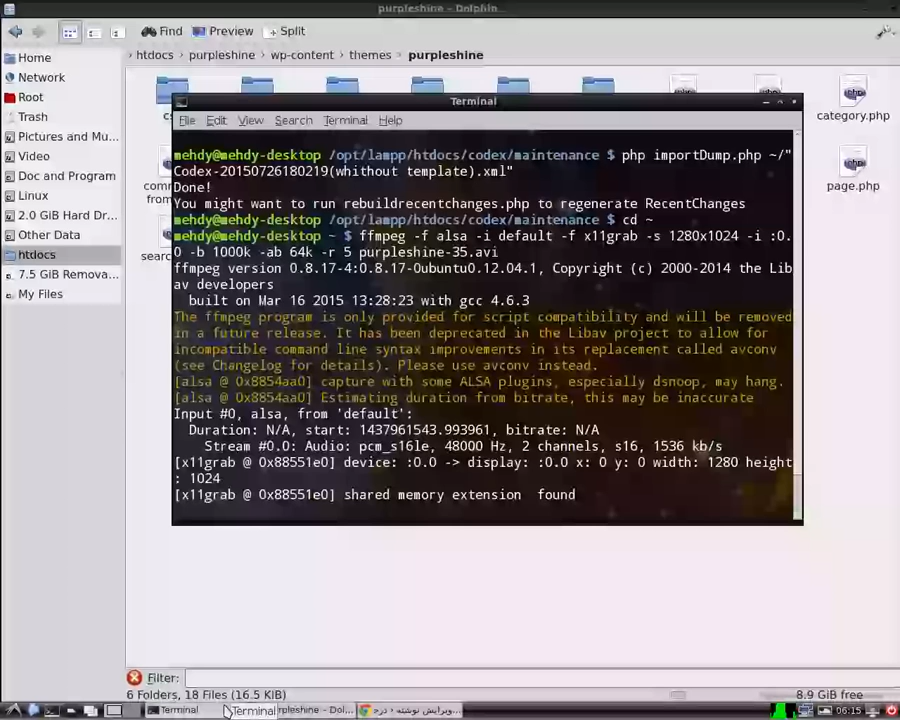 purpleshine – Dolphin
Find
Preview
Split
htdocs
purpleshine
wp-content
themes
purpleshine
Home
Network
Root
Trash
Pictures and Mu...
Video
Doc and Program
Linux
2.0 GiB Hard Dr...
Other Data
htdocs
7.5 GiB Remova...
My Files
category.php
page.php
Terminal
File Edit View Search Terminal Help
mehdy@mehdy-desktop /opt/lampp/htdocs/codex/maintenance $ php importDump.php ~/"
Codex-20150726180219(whithout template).xml"
Done!
You might want to run rebuildrecentchanges.php to regenerate RecentChanges
mehdy@mehdy-desktop /opt/lampp/htdocs/codex/maintenance $ cd ~
mehdy@mehdy-desktop ~ $ ffmpeg -f alsa -i default -f x11grab -s 1280x1024 -i :0.
0 -b 1000k -ab 64k -r 5 purpleshine-35.avi
ffmpeg version 0.8.17-4:0.8.17-0ubuntu0.12.04.1, Copyright (c) 2000-2014 the Lib
av developers
built on Mar 16 2015 13:28:23 with gcc 4.6.3
The ffmpeg program is only provided for script compatibility and will be removed
in a future release. It has been deprecated in the Libav project to allow for
incompatible command line syntax improvements in its replacement called avconv
(see Changelog for details). Please use avconv instead.
[alsa @ 0x8854aa0] capture with some ALSA plugins, especially dsnoop, may hang.
[alsa @ 0x8854aa0] Estimating duration from bitrate, this may be inaccurate
Input #0, alsa, from 'default':
Duration: N/A, start: 1437961543.993961, bitrate: N/A
Stream #0.0: Audio: pcm_s16le, 48000 Hz, 2 channels, s16, 1536 kb/s
[x11grab @ 0x88551e0] device: :0.0 -> display: :0.0 x: 0 y: 0 width: 1280 height
: 1024
[x11grab @ 0x88551e0] shared memory extension found
Filter:
6 Folders, 18 Files (16.5 KiB)
8.9 GiB free
Terminal
Terminal
rpleshine - Dol...
ویرایش نوشته ‹ درج...
06:15